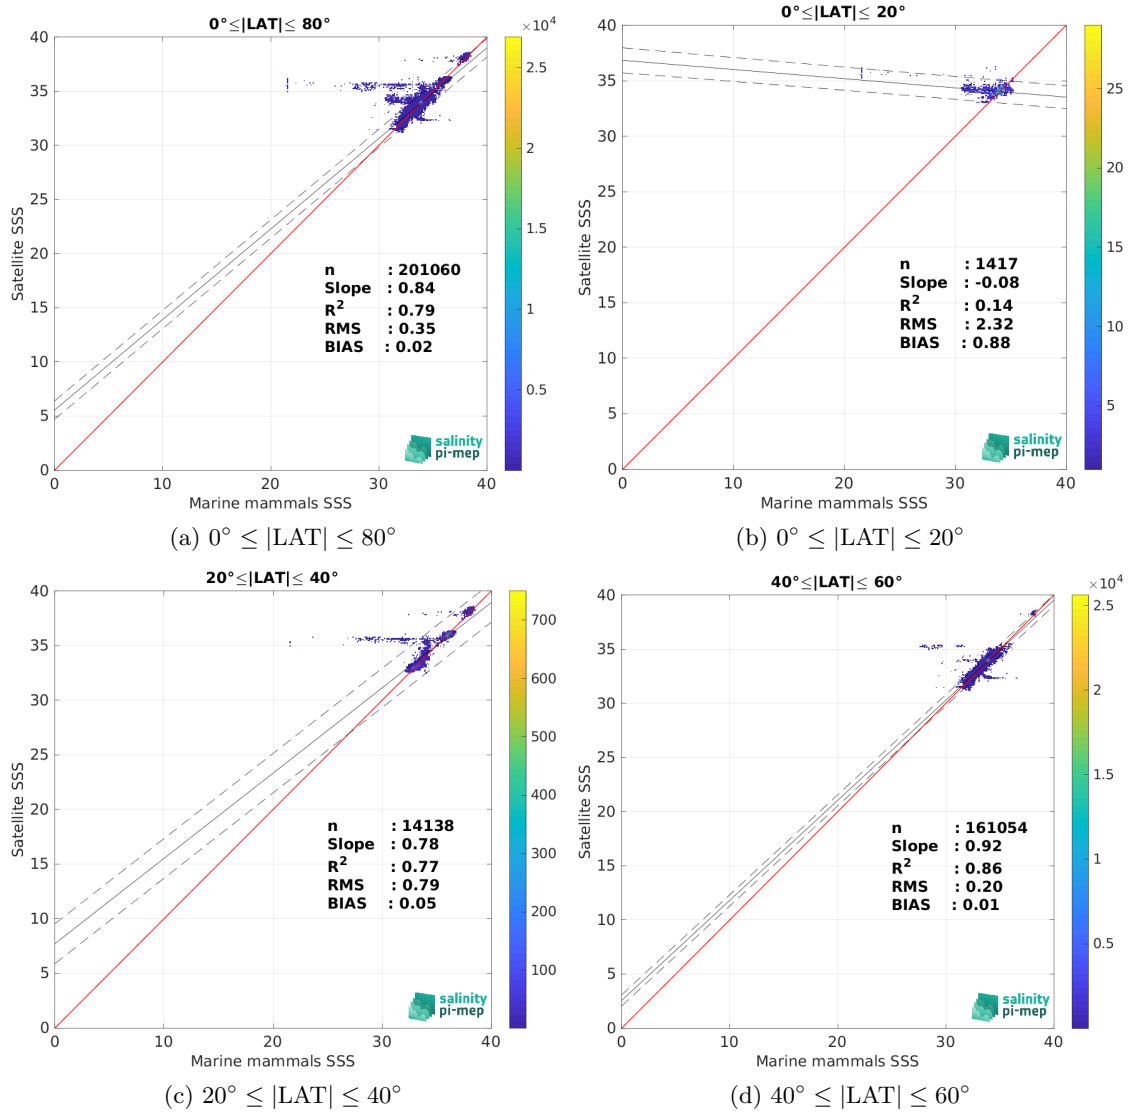 0°≤|LAT|≤ 80°
×10⁴
40
35
30
25
20
15
10
5
0
Satellite SSS
0 10 20 30 40
Marine mammals SSS
2.5
2
1.5
1
0.5
n : 201060
Slope : 0.84
R² : 0.79
RMS : 0.35
BIAS : 0.02
salinity
pi-mep
(a) 0° ≤ |LAT| ≤ 80°
0°≤|LAT|≤ 20°
40
35
30
25
20
15
10
5
0
Satellite SSS
0 10 20 30 40
Marine mammals SSS
25
20
15
10
5
n : 1417
Slope : -0.08
R² : 0.14
RMS : 2.32
BIAS : 0.88
salinity
pi-mep
(b) 0° ≤ |LAT| ≤ 20°
20°≤|LAT|≤ 40°
40
35
30
25
20
15
10
5
0
Satellite SSS
0 10 20 30 40
Marine mammals SSS
700
600
500
400
300
200
100
n : 14138
Slope : 0.78
R² : 0.77
RMS : 0.79
BIAS : 0.05
salinity
pi-mep
(c) 20° ≤ |LAT| ≤ 40°
40°≤|LAT|≤ 60°
×10⁴
40
35
30
25
20
15
10
5
0
Satellite SSS
0 10 20 30 40
Marine mammals SSS
2.5
2
1.5
1
0.5
n : 161054
Slope : 0.92
R² : 0.86
RMS : 0.20
BIAS : 0.01
salinity
pi-mep
(d) 40° ≤ |LAT| ≤ 60°